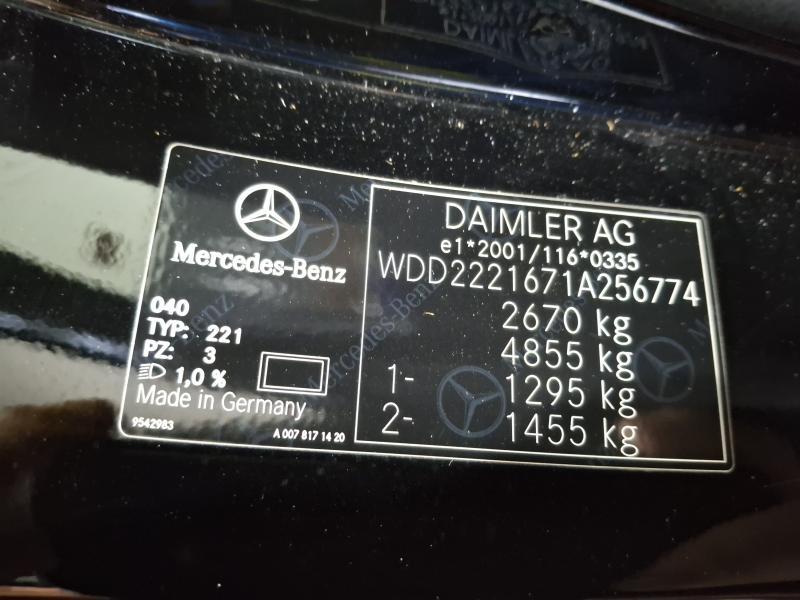 Mercedes-Benz
040
TYP: 221
PZ: 3
1,0 %
Made in Germany
9542983
A 007 817 14 20
DAIMLER AG
e1*2001/116*0335
WDD2221671A256774
2670 kg
4855 kg
1- 1295 kg
2- 1455 kg